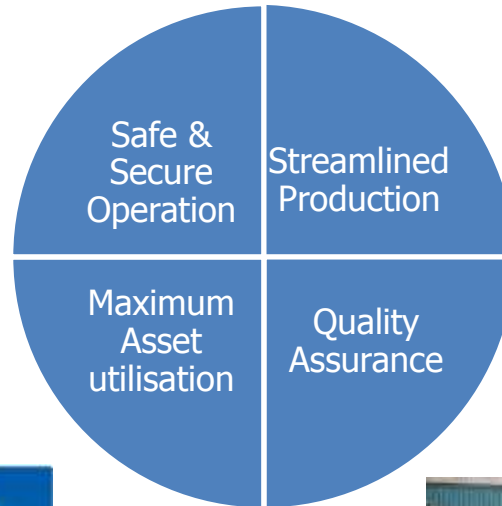 Safe &
Secure
Operation
Streamlined
Production
Maximum
Asset
utilisation
Quality
Assurance